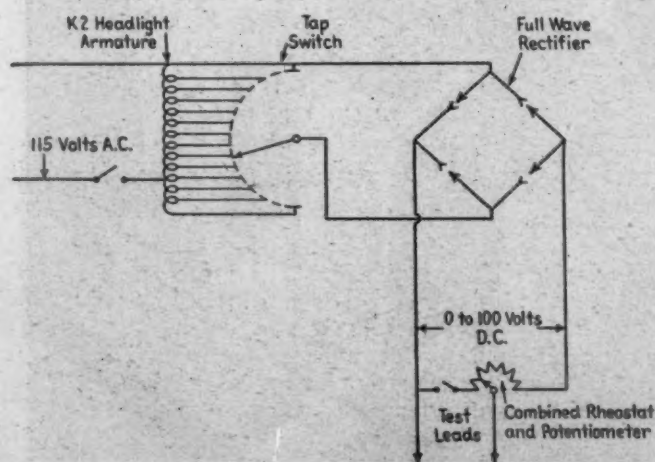 K2 Headlight
Armature
Tap
Switch
Full Wave
Rectifier
115 Volts A.C.
0 to 100 Volts
D.C.
Test
Leads
Combined Rheostat
and Potentiometer